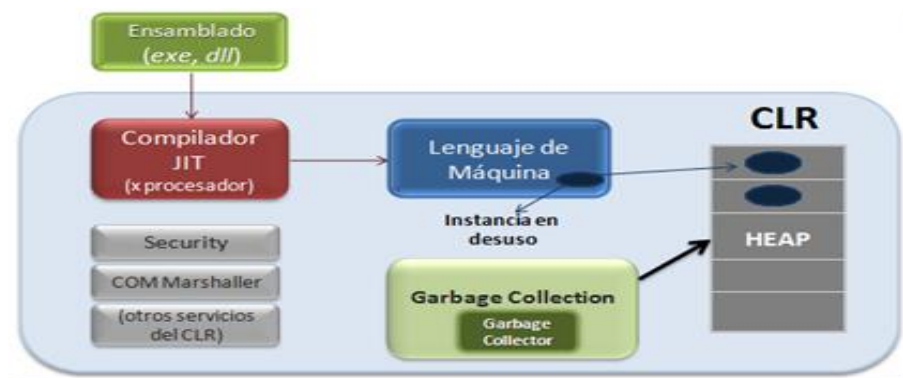 Ensamblado
(exe, dll)
CLR
Compilador
JIT
(x procesador)
Lenguaje de
Máquina
Instancia en
desuso
HEAP
Security
COM Marshaller
(otros servicios
del CLR)
Garbage Collection
Garbage
Collector